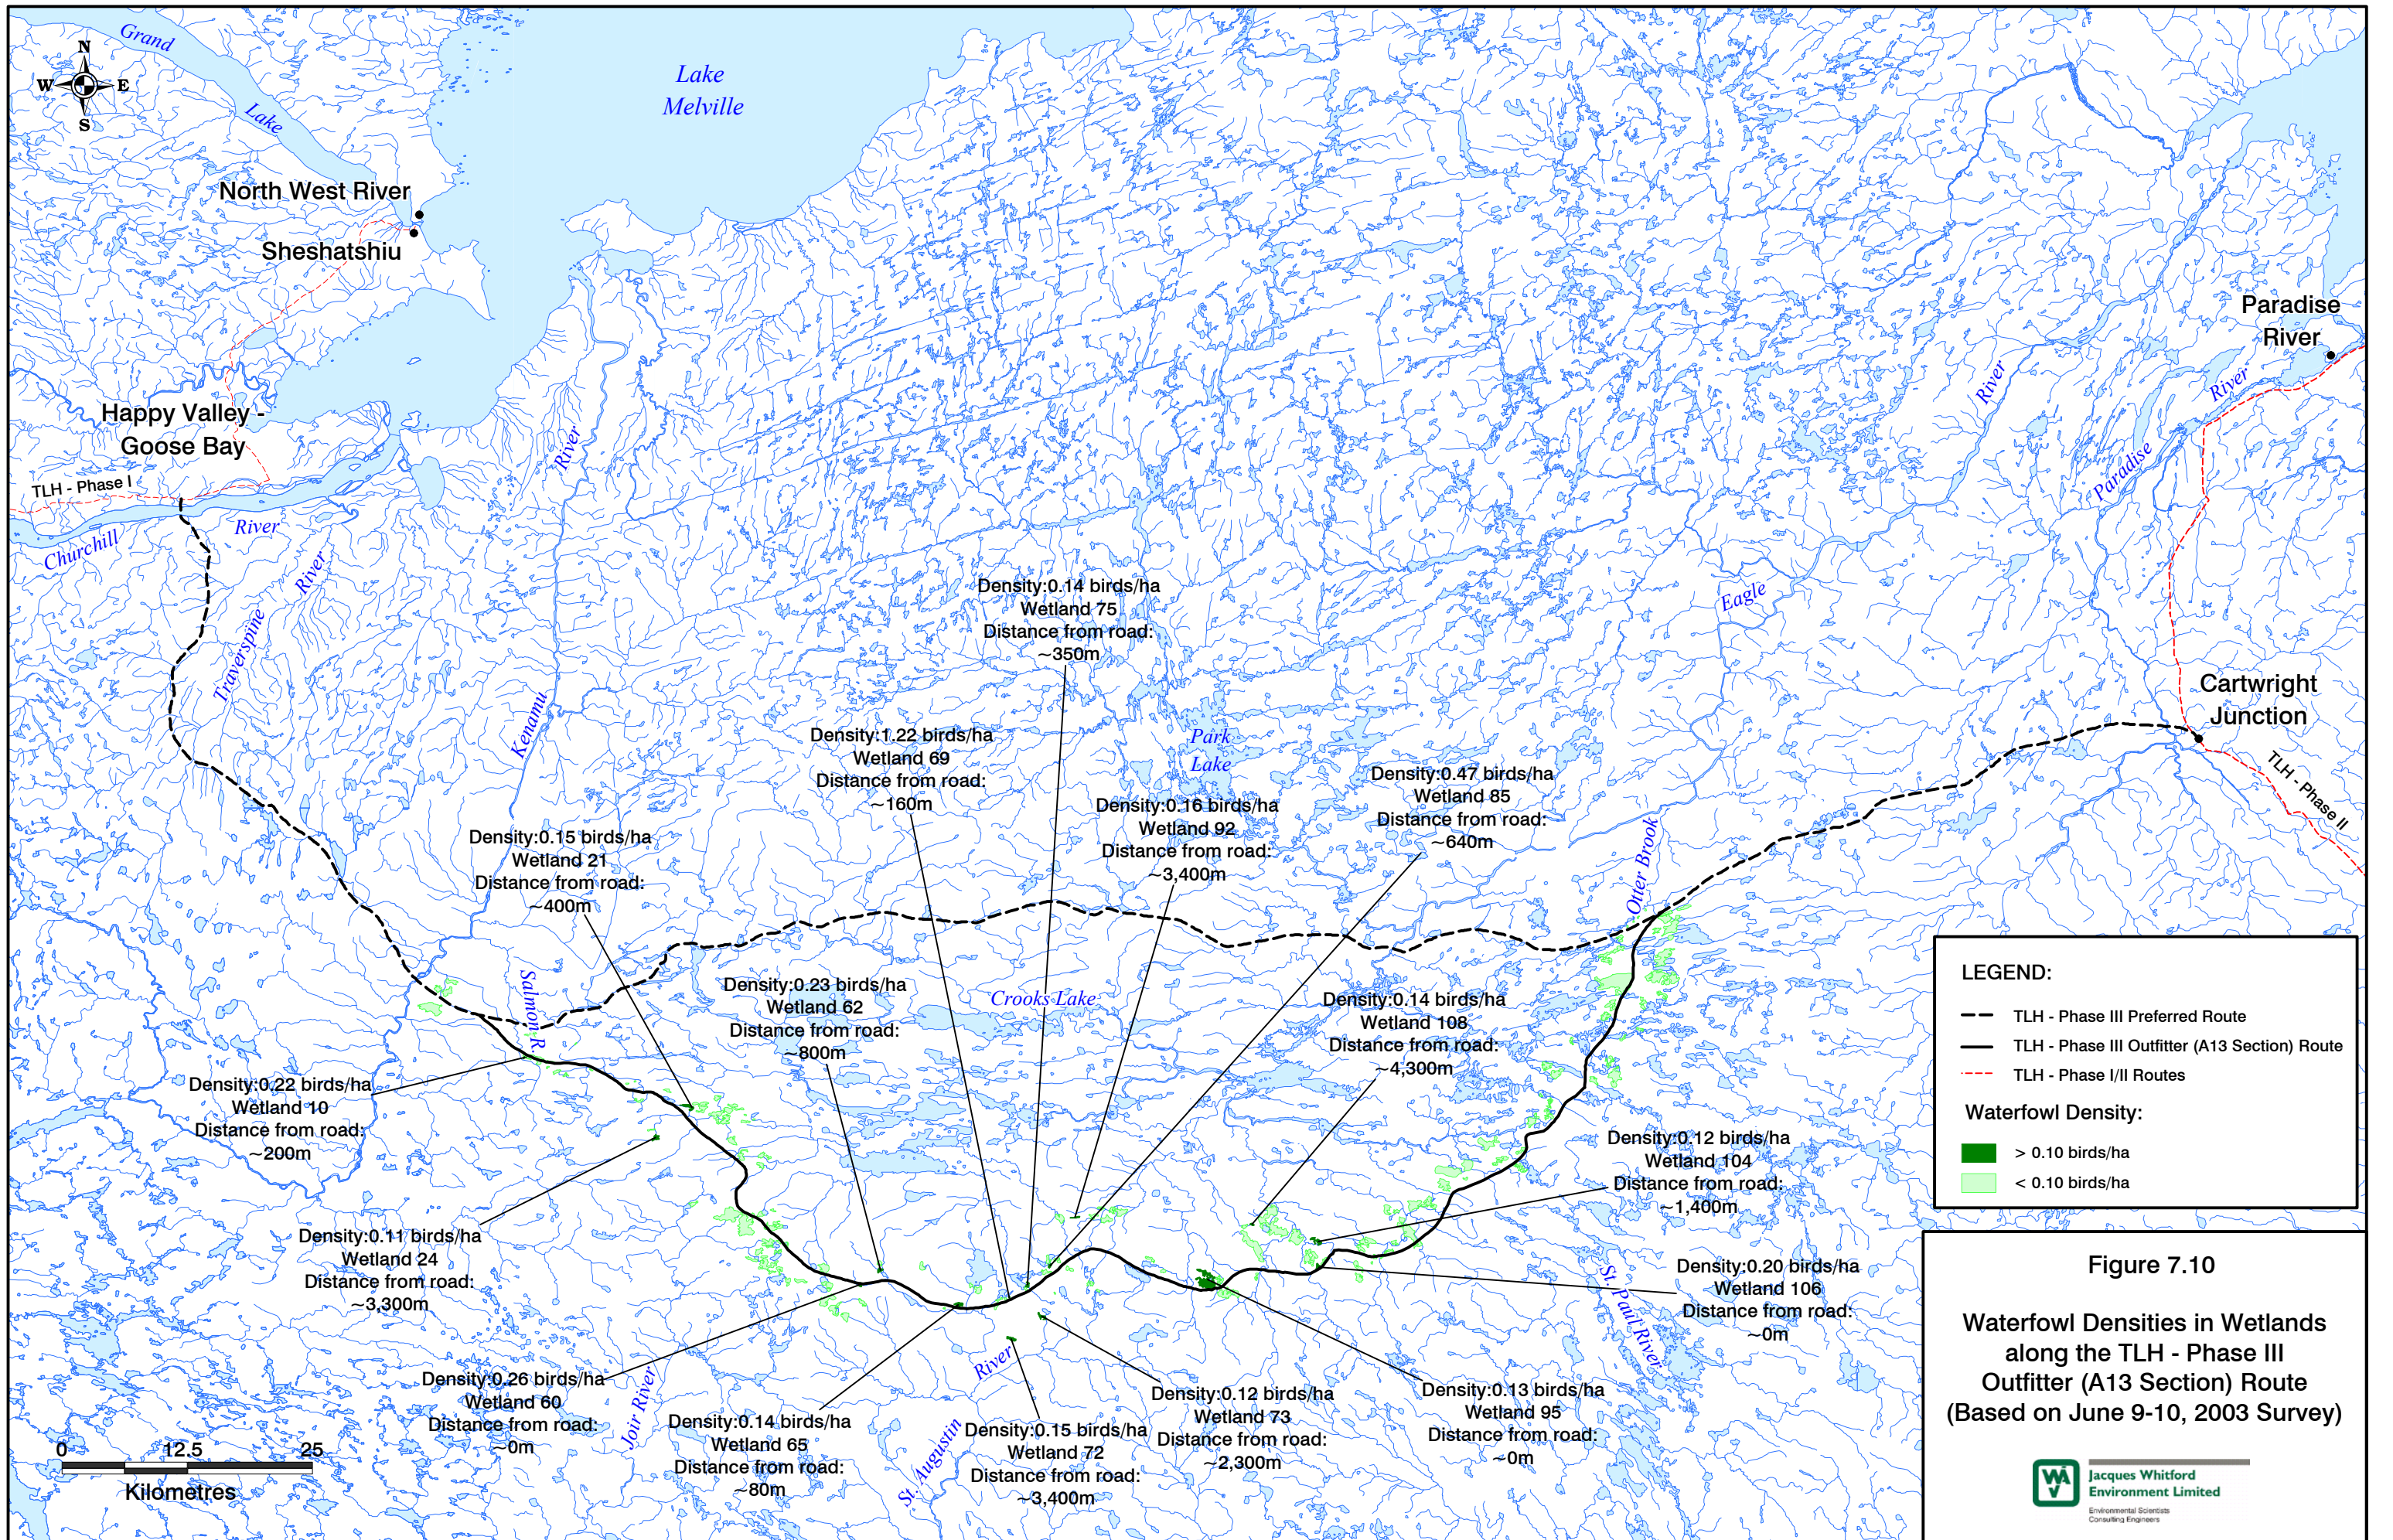 Grand
Lake
N
W
E
S
Lake
Melville
North West River
Sheshatshiu
Paradise
River
Happy Valley -
Goose Bay
TLH - Phase I
Churchill
River
Traverspine
River
Kenamu
River
River
Eagle
Paradise
River
Cartwright
Junction
TLH - Phase II
Park
Lake
Otter Brook
Salmon R.
Crooks Lake
St. Paul River
Joir River
St. Augustin
River
Density:0.14 birds/ha
Wetland 75
Distance from road:
~350m
Density:1.22 birds/ha
Wetland 69
Distance from road:
~160m
Density:0.16 birds/ha
Wetland 92
Distance from road:
~3,400m
Density:0.47 birds/ha
Wetland 85
Distance from road:
~640m
Density:0.15 birds/ha
Wetland 21
Distance from road:
~400m
Density:0.23 birds/ha
Wetland 62
Distance from road:
~800m
Density:0.14 birds/ha
Wetland 108
Distance from road:
~4,300m
Density:0.22 birds/ha
Wetland 10
Distance from road:
~200m
Density:0.12 birds/ha
Wetland 104
Distance from road:
~1,400m
Density:0.11 birds/ha
Wetland 24
Distance from road:
~3,300m
Density:0.20 birds/ha
Wetland 106
Distance from road:
~0m
Density:0.26 birds/ha
Wetland 60
Distance from road:
~0m
Density:0.14 birds/ha
Wetland 65
Distance from road:
~80m
Density:0.15 birds/ha
Wetland 72
Distance from road:
~3,400m
Density:0.12 birds/ha
Wetland 73
Distance from road:
~2,300m
Density:0.13 birds/ha
Wetland 95
Distance from road:
~0m
0 12.5 25
Kilometres
LEGEND:
TLH - Phase III Preferred Route
TLH - Phase III Outfitter (A13 Section) Route
TLH - Phase I/II Routes
Waterfowl Density:
> 0.10 birds/ha
< 0.10 birds/ha
Figure 7.10
Waterfowl Densities in Wetlands
along the TLH - Phase III
Outfitter (A13 Section) Route
(Based on June 9-10, 2003 Survey)
Jacques Whitford
Environment Limited
Environmental Scientists
Consulting Engineers